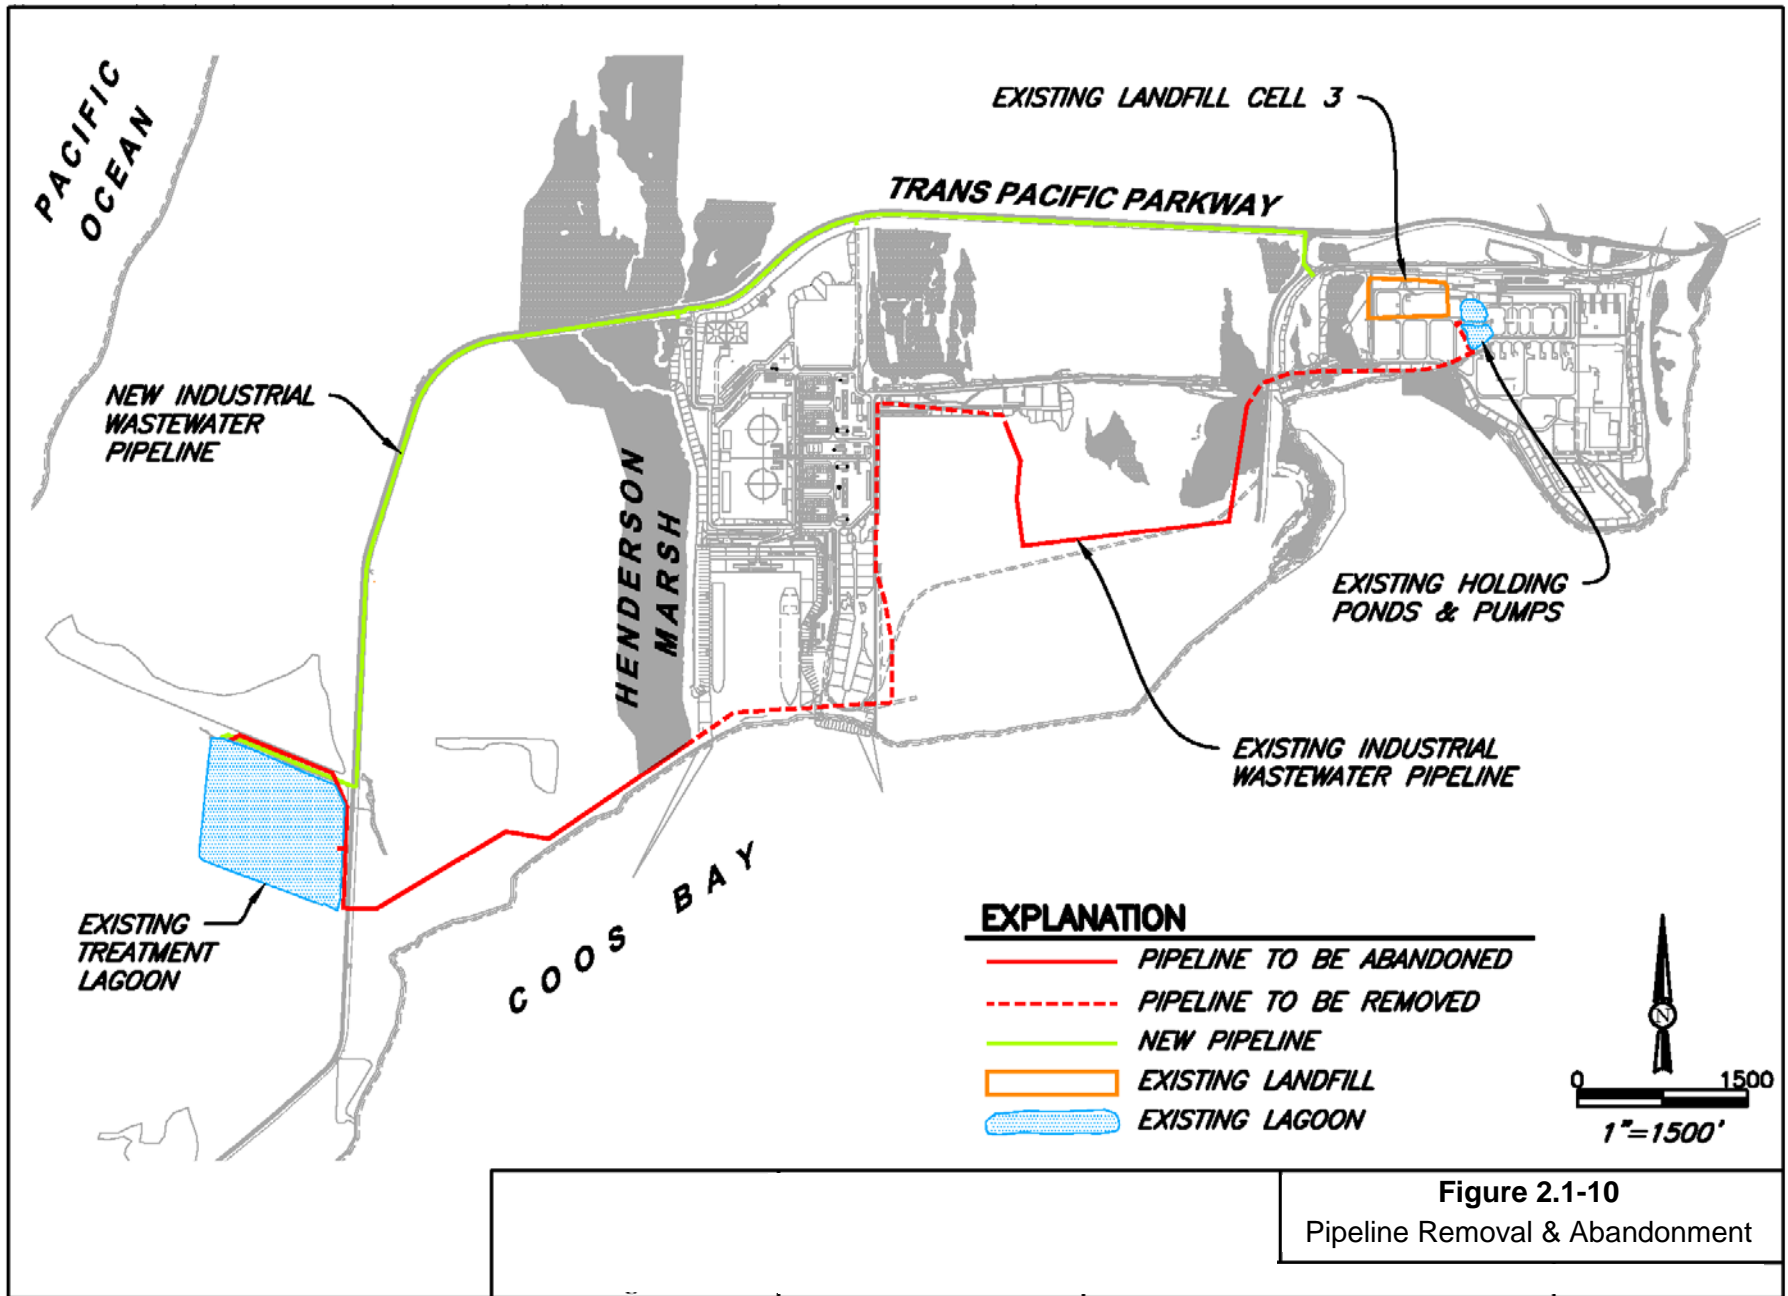 PACIFIC
OCEAN
EXISTING LANDFILL CELL 3
TRANS PACIFIC PARKWAY
NEW INDUSTRIAL
WASTEWATER
PIPELINE
HENDERSON
MARSH
EXISTING HOLDING
PONDS & PUMPS
EXISTING INDUSTRIAL
WASTEWATER PIPELINE
EXISTING
TREATMENT
LAGOON
COOS BAY
EXPLANATION
PIPELINE TO BE ABANDONED
PIPELINE TO BE REMOVED
NEW PIPELINE
EXISTING LANDFILL
EXISTING LAGOON
N
0 1500
1"=1500'
Figure 2.1-10
Pipeline Removal & Abandonment